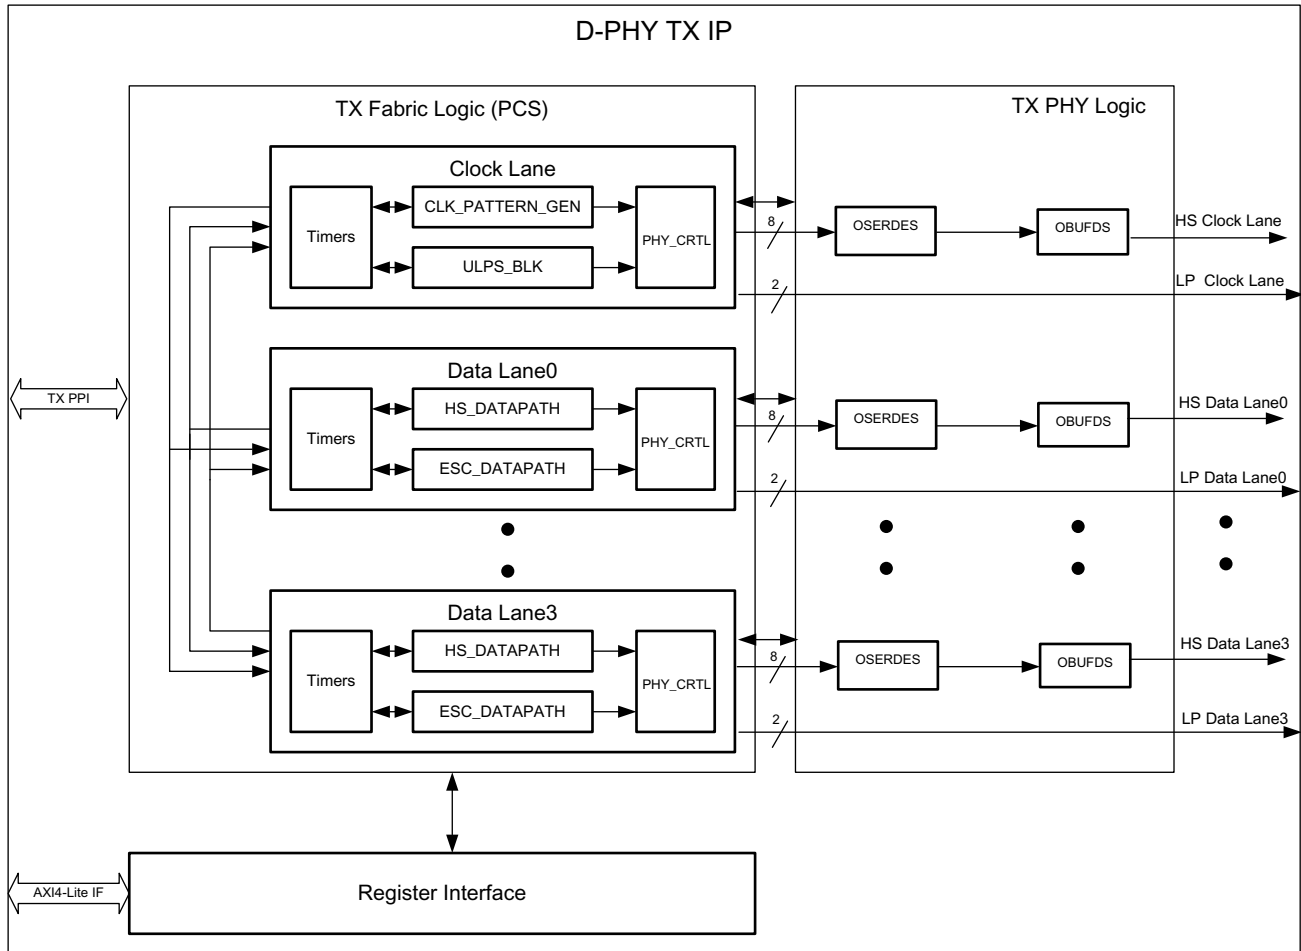 D-PHY TX IP
TX Fabric Logic (PCS)
TX PHY Logic
Clock Lane
Timers
CLK_PATTERN_GEN
ULPS_BLK
PHY_CRTL
8
OSERDES
OBUFDS
HS Clock Lane
2
LP Clock Lane
TX PPI
Data Lane0
Timers
HS_DATAPATH
ESC_DATAPATH
PHY_CRTL
8
OSERDES
OBUFDS
HS Data Lane0
2
LP Data Lane0
Data Lane3
Timers
HS_DATAPATH
ESC_DATAPATH
PHY_CRTL
8
OSERDES
OBUFDS
HS Data Lane3
2
LP Data Lane3
AXI4-Lite IF
Register Interface